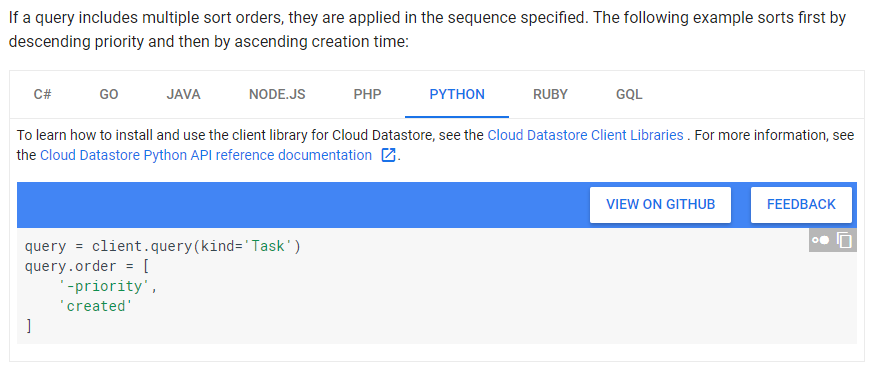 If a query includes multiple sort orders, they are applied in the sequence specified. The following example sorts first by
descending priority and then by ascending creation time:
C# GO JAVA NODE.JS PHP PYTHON RUBY GQL
To learn how to install and use the client library for Cloud Datastore, see the Cloud Datastore Client Libraries . For more information, see
the Cloud Datastore Python API reference documentation .
VIEW ON GITHUB FEEDBACK
query = client.query(kind='Task')
query.order = [
    '-priority',
    'created'
]